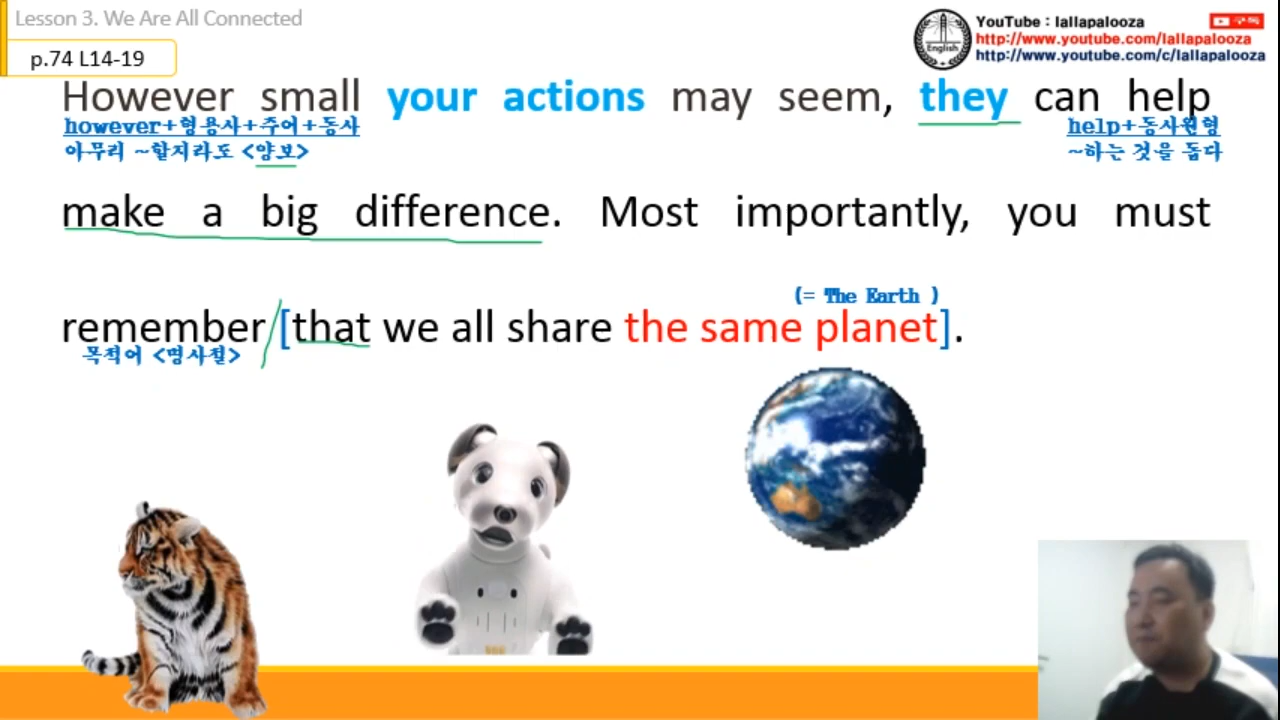 Lesson 3. We Are All Connected
YouTube : lallapalooza
구독
http://www.youtube.com/lallapalooza
http://www.youtube.com/c/lallapalooza
English
p.74 L14-19
However small your actions may seem, they can help
however+형용사+주어+동사
help+동사원형
아무리 ~할지라도 <양보>
~하는 것을 돕다
make a big difference. Most importantly, you must
(= The Earth )
remember [that we all share the same planet].
목적어 <명사절>